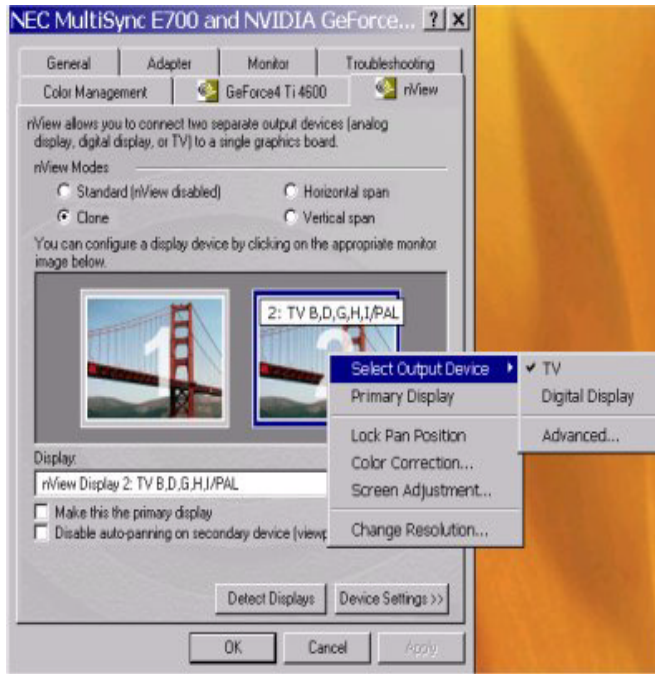 NEC MultiSync E700 and NVIDIA GeForce... ? x
General Adapter Monitor Troubleshooting
Color Management GeForce4 Ti 4600 nView
nView allows you to connect two separate output devices (analog
display, digital display, or TV) to a single graphics board.
nView Modes
Standard (nView disabled) Horizontal span
Clone Vertical span
You can configure a display device by clicking on the appropriate monitor
image below.
1 2
2: TV B,D,G,H,I/PAL
Select Output Device
Primary Display
Lock Pan Position
Color Correction...
Screen Adjustment...
Change Resolution...
TV
Digital Display
Advanced...
Display:
nView Display 2: TV B,D,G,H,I/PAL
Make this the primary display
Disable auto-panning on secondary device (viewp
Detect Displays Device Settings >>
OK Cancel Apply